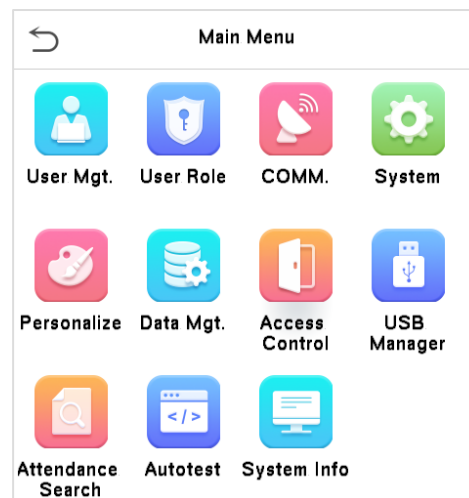 Main Menu
User Mgt.
User Role
COMM.
System
Personalize
Data Mgt.
Access
Control
USB
Manager
</>
Attendance
Search
Autotest
System Info